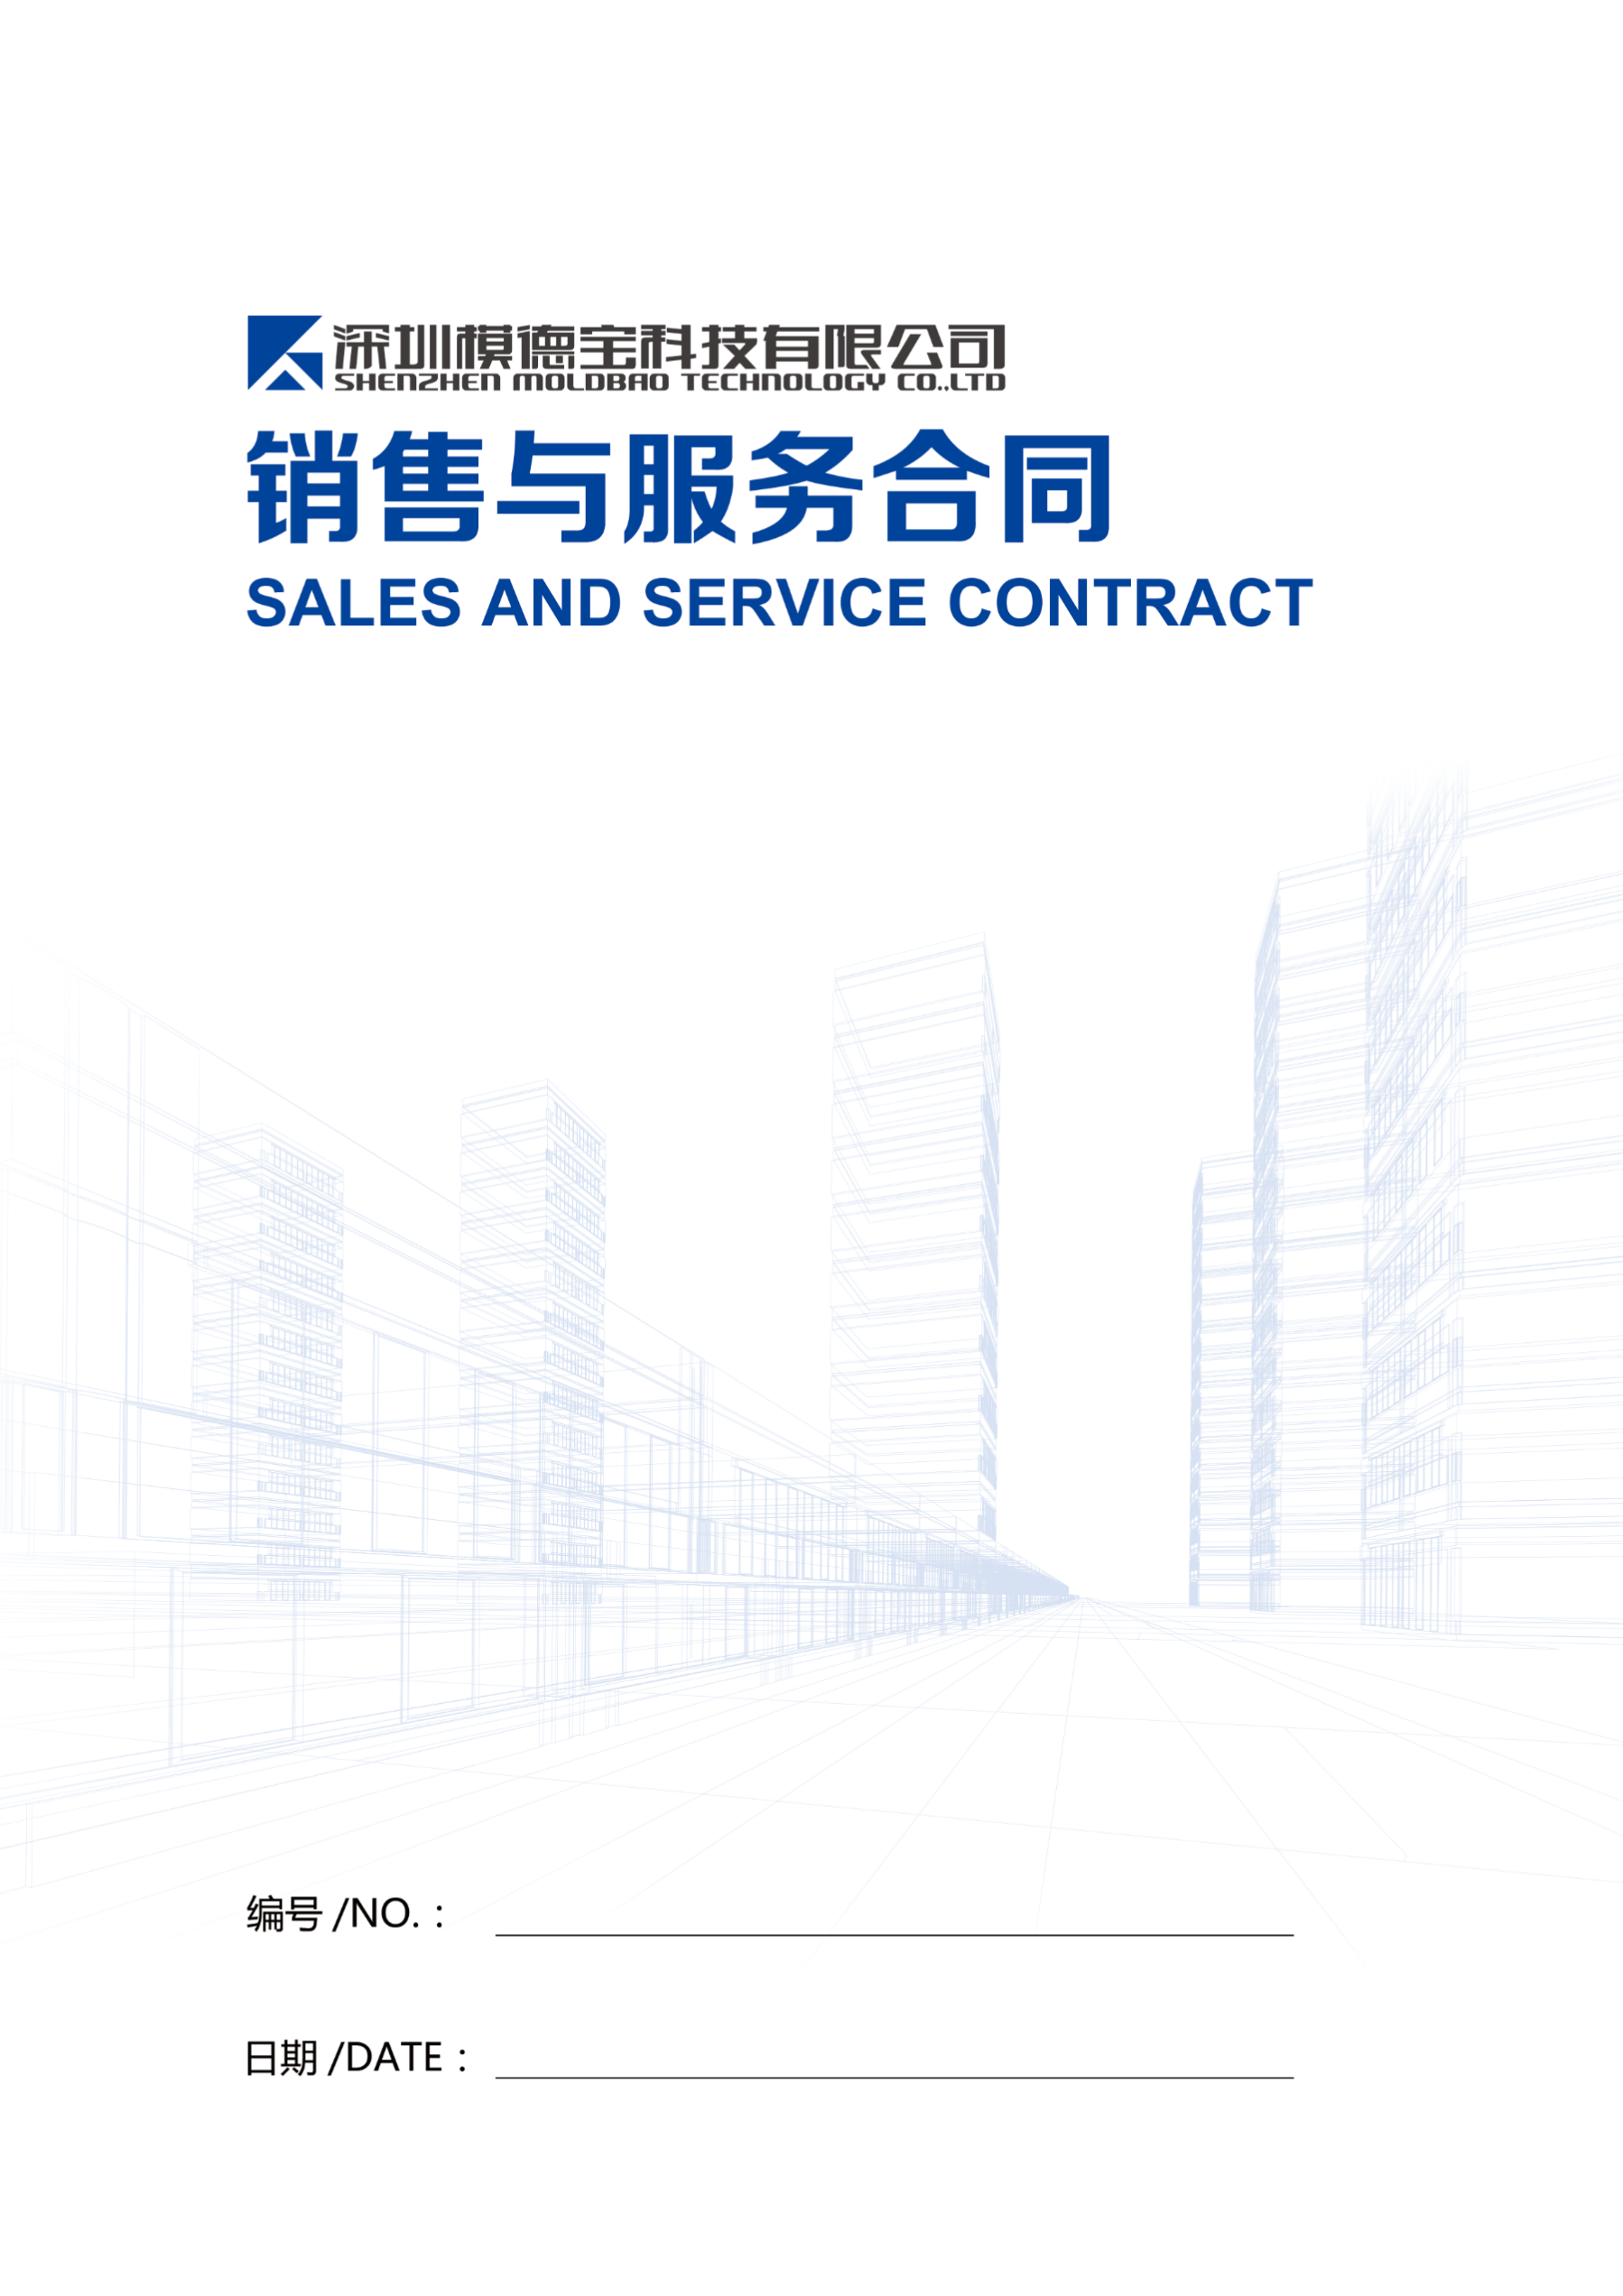 深圳模德宝科技有限公司
SHENZHEN MOLDBAO TECHNOLOGY CO.,LTD
销售与服务合同
SALES AND SERVICE CONTRACT
编号 /NO.:
日期 /DATE: